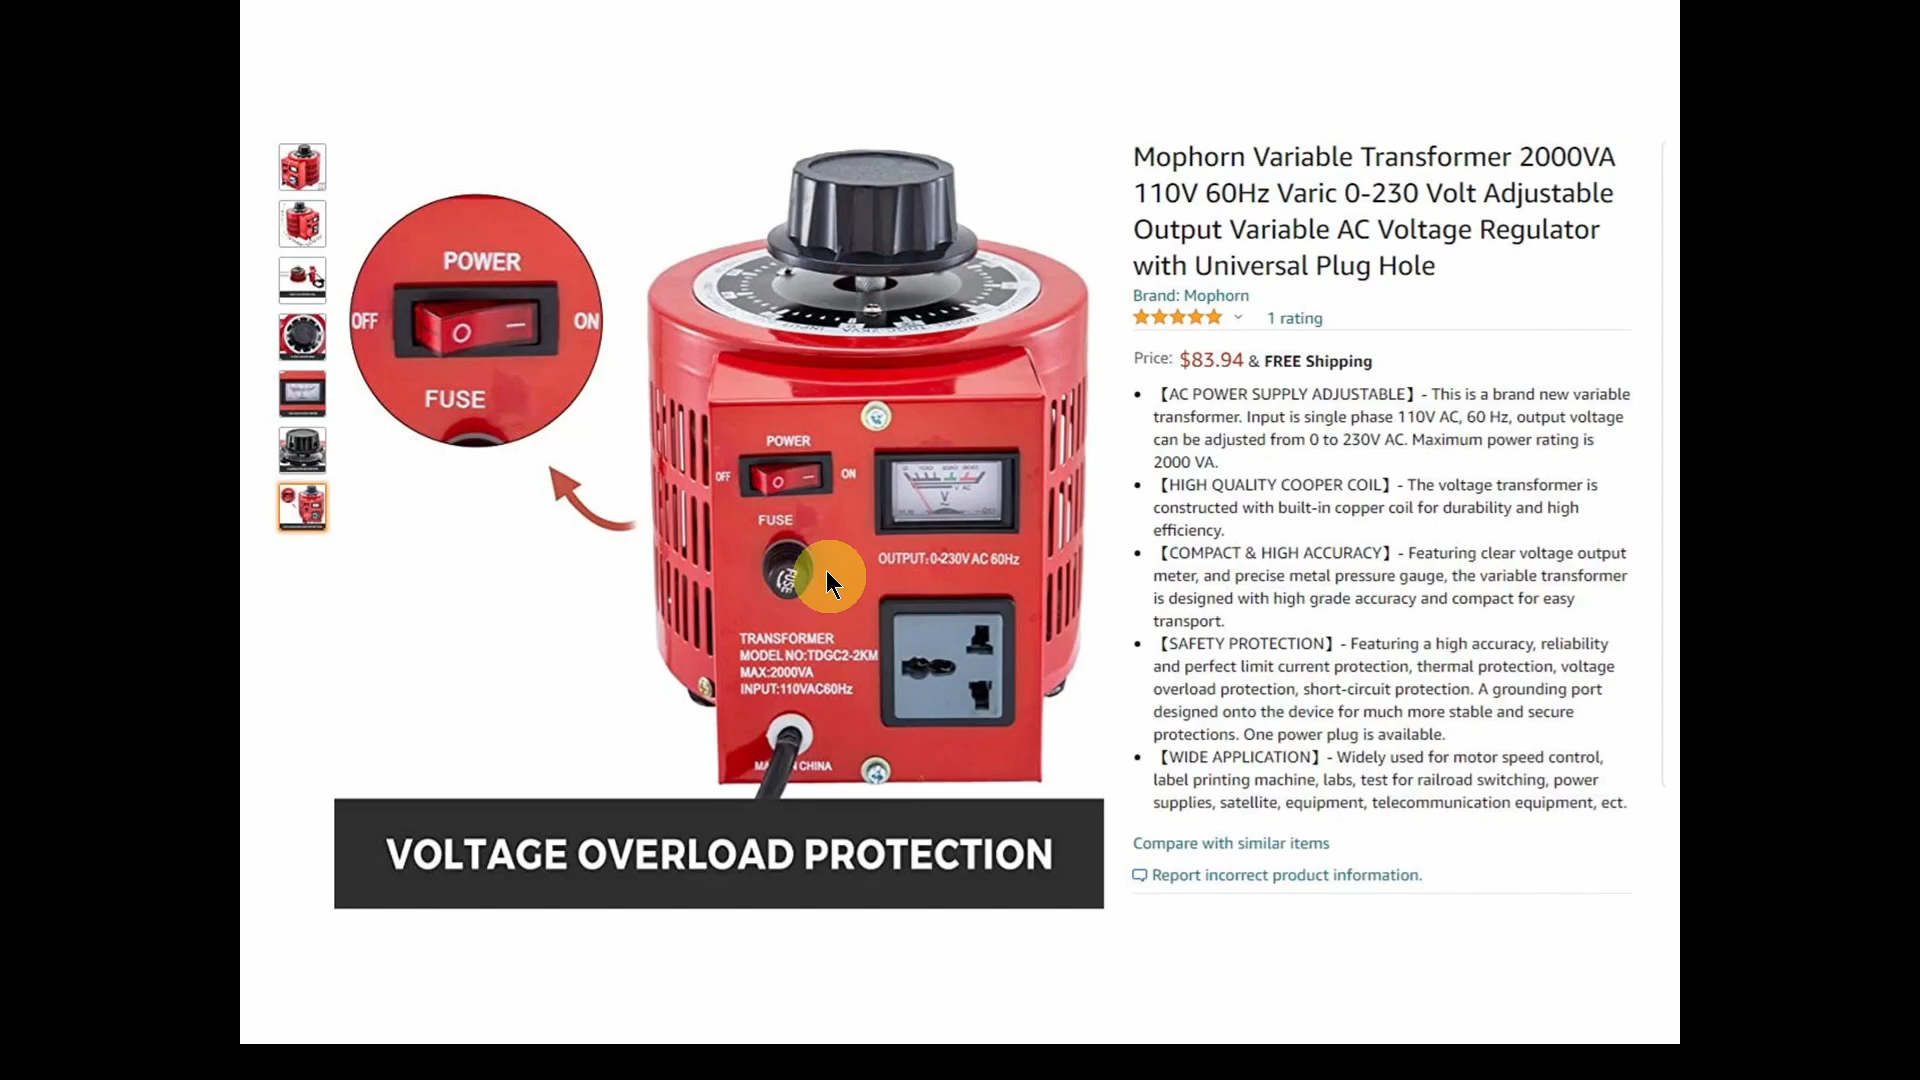 POWER
OFF
ON
FUSE
POWER
OFF
ON
FUSE
FUSE
V
AC
OUTPUT:0-230V AC 60Hz
TRANSFORMER
MODEL NO:TDGC2-2KM
MAX:2000VA
INPUT:110VAC60Hz
CHINA
VOLTAGE OVERLOAD PROTECTION
Mophorn Variable Transformer 2000VA
110V 60Hz Varic 0-230 Volt Adjustable
Output Variable AC Voltage Regulator
with Universal Plug Hole
Brand: Mophorn
1 rating
Price: $83.94 & FREE Shipping
• 【AC POWER SUPPLY ADJUSTABLE】- This is a brand new variable
transformer. Input is single phase 110V AC, 60 Hz, output voltage
can be adjusted from 0 to 230V AC. Maximum power rating is
2000 VA.
• 【HIGH QUALITY COOPER COIL】- The voltage transformer is
constructed with built-in copper coil for durability and high
efficiency.
• 【COMPACT & HIGH ACCURACY】- Featuring clear voltage output
meter, and precise metal pressure gauge, the variable transformer
is designed with high grade accuracy and compact for easy
transport.
• 【SAFETY PROTECTION】- Featuring a high accuracy, reliability
and perfect limit current protection, thermal protection, voltage
overload protection, short-circuit protection. A grounding port
designed onto the device for much more stable and secure
protections. One power plug is available.
• 【WIDE APPLICATION】- Widely used for motor speed control,
label printing machine, labs, test for railroad switching, power
supplies, satellite, equipment, telecommunication equipment, ect.
Compare with similar items
Report incorrect product information.